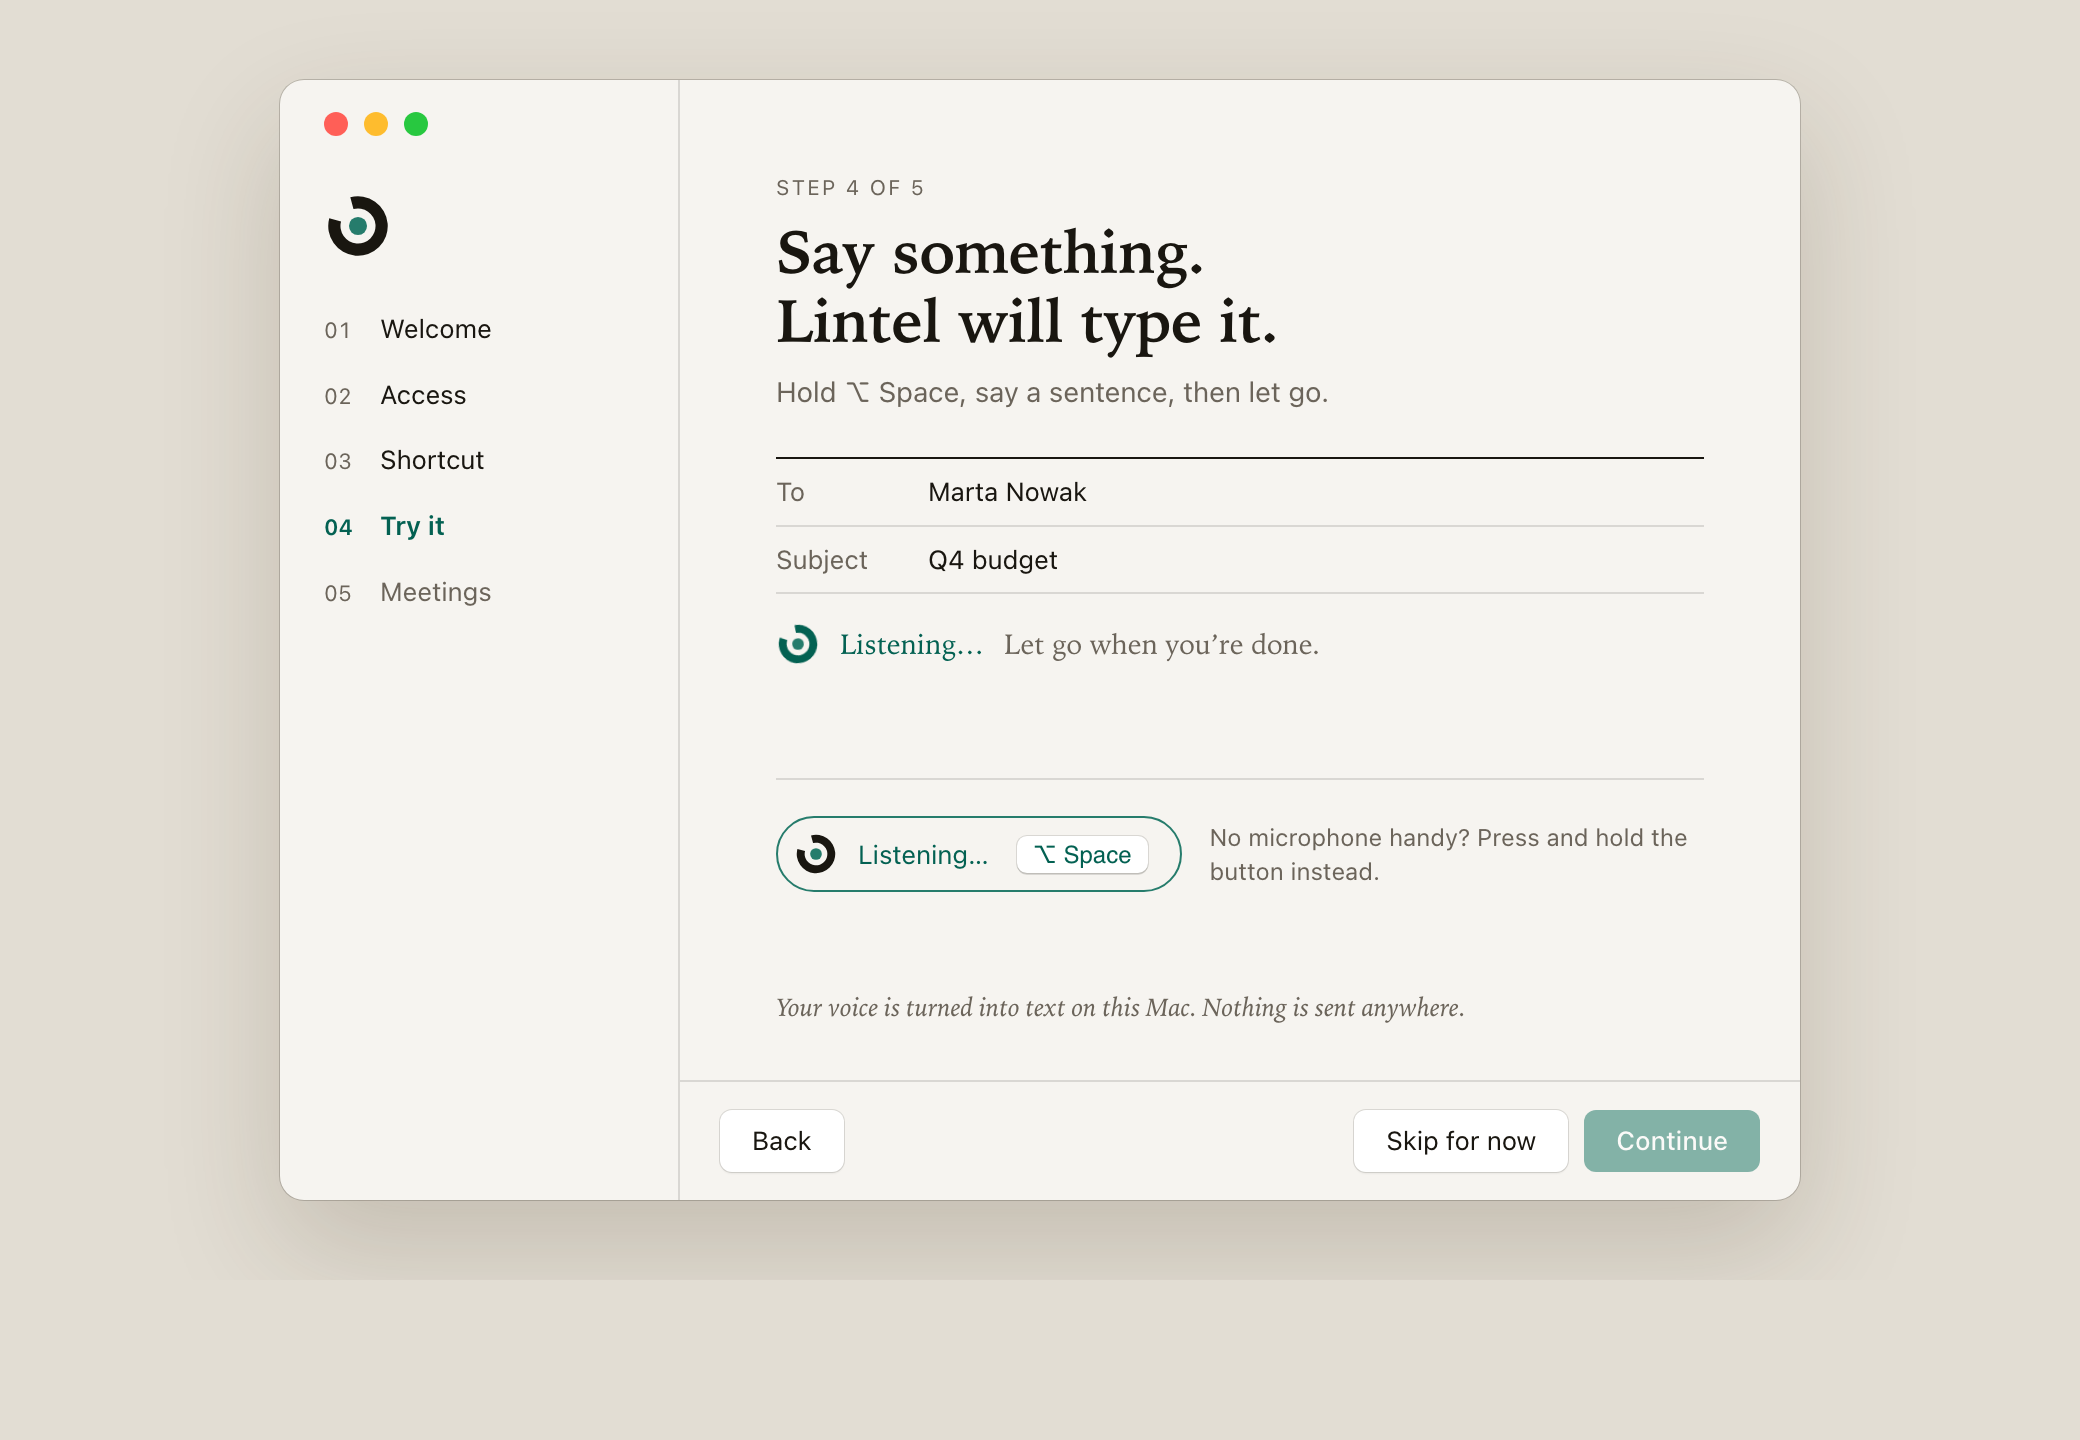 01 Welcome
02 Access
03 Shortcut
04 Try it
05 Meetings
STEP 4 OF 5
Say something.
Lintel will type it.
Hold ⌥ Space, say a sentence, then let go.
To Marta Nowak
Subject Q4 budget
Listening… Let go when you’re done.
Listening… ⌥ Space
No microphone handy? Press and hold the
button instead.
Your voice is turned into text on this Mac. Nothing is sent anywhere.
Back Skip for now Continue